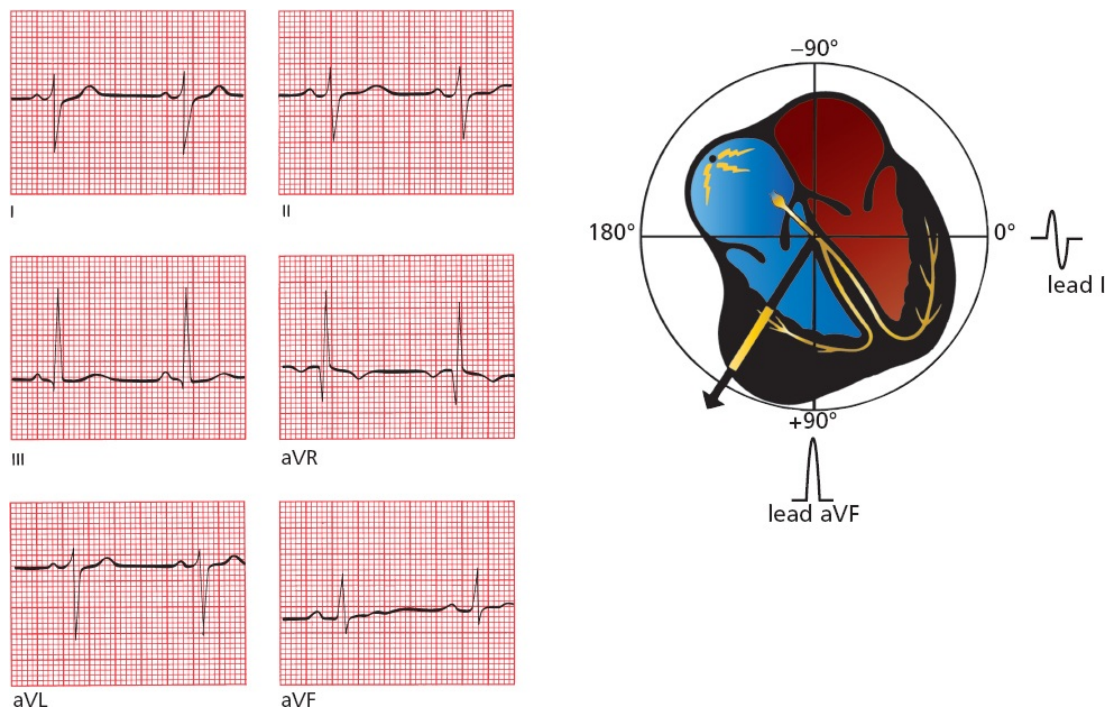 I
II
III
aVR
aVL
aVF
−90°
180°
0°
lead I
+90°
lead aVF